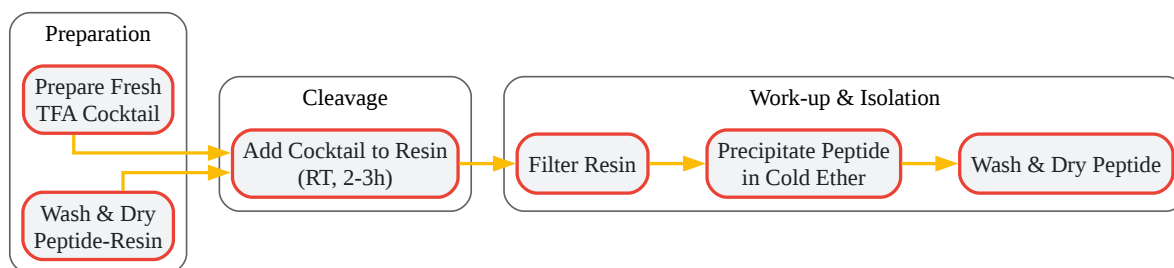 Preparation
Prepare Fresh
TFA Cocktail
Wash & Dry
Peptide-Resin
Cleavage
Add Cocktail to Resin
(RT, 2-3h)
Work-up & Isolation
Filter Resin
Precipitate Peptide
in Cold Ether
Wash & Dry Peptide